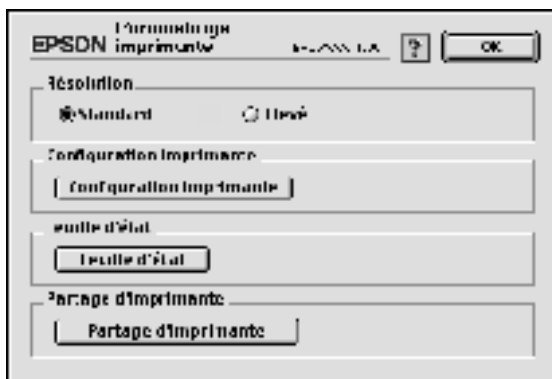 EPSON Paramétrage
imprimante
? OK
Résolution
Standard Elevé
Configuration imprimante
Configuration imprimante
Feuille d'état
Feuille d'état
Partage d'imprimante
Partage d'imprimante